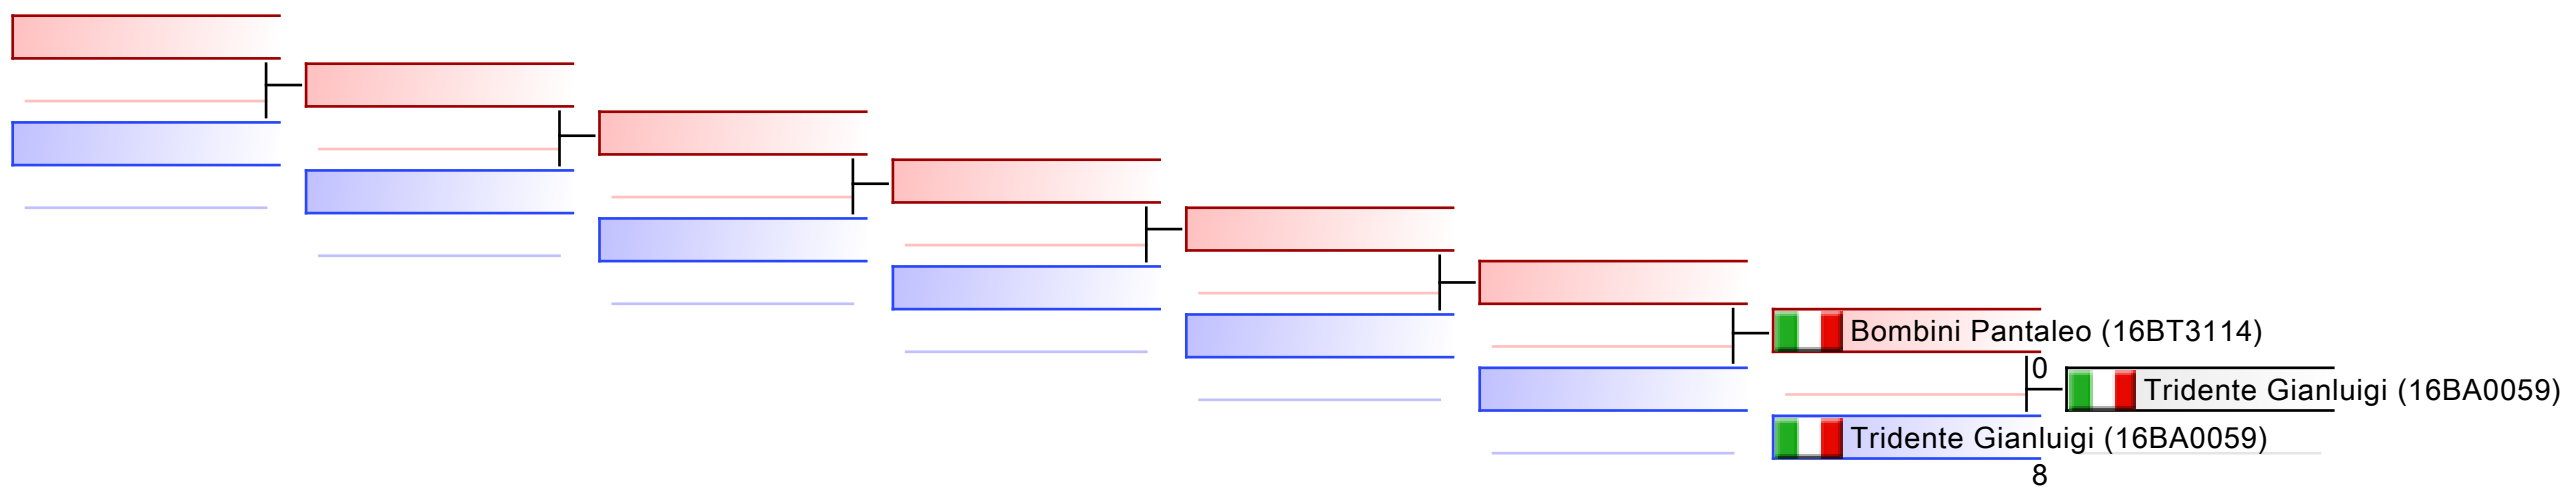 Bombini Pantaleo (16BT3114)
0
Tridente Gianluigi (16BA0059)
Tridente Gianluigi (16BA0059)
8